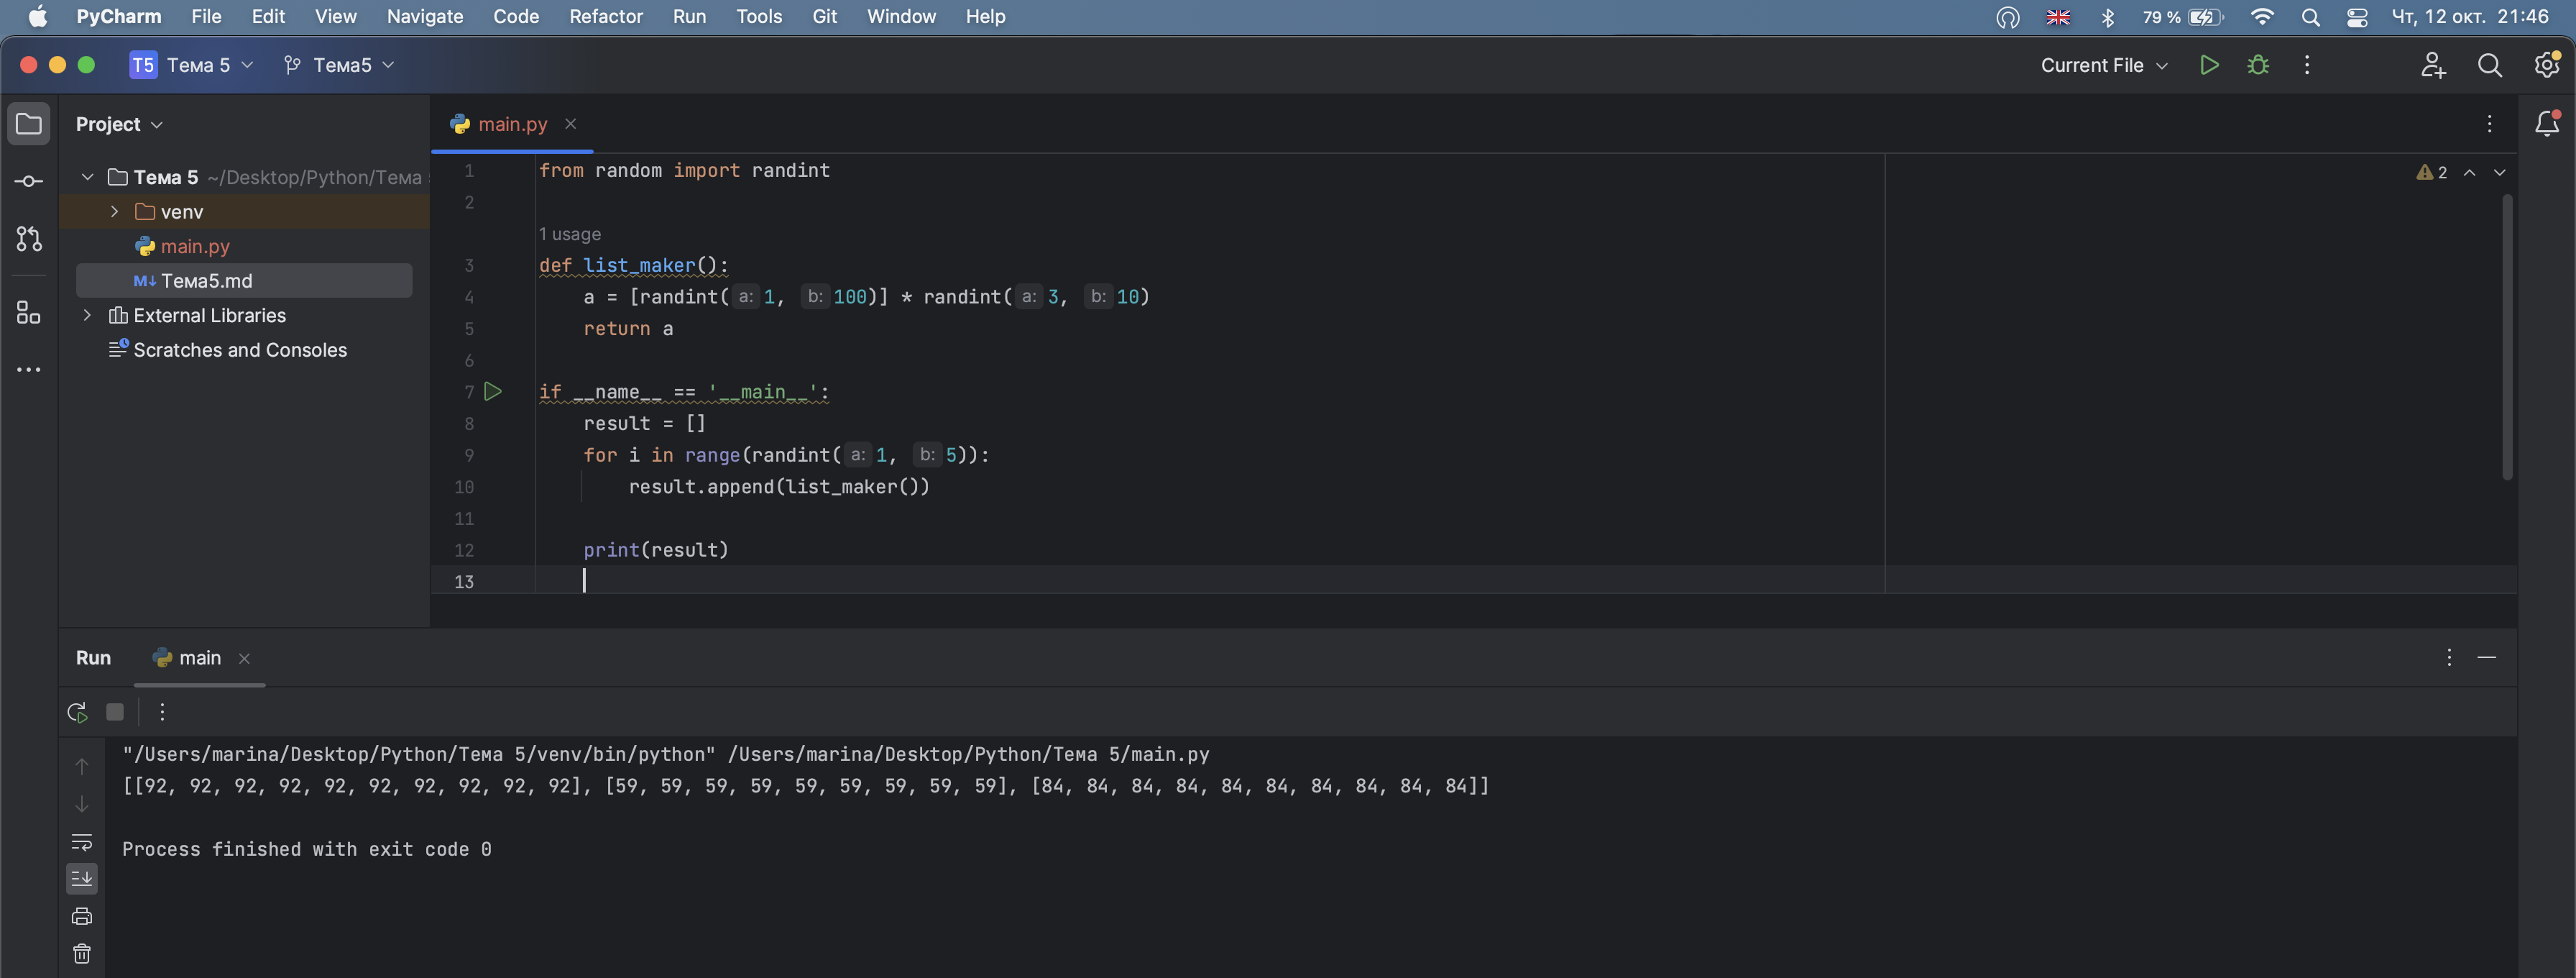 PyCharm File Edit View Navigate Code Refactor Run Tools Git Window Help 79 % Чт, 12 окт. 21:46
T5 Тема 5 Тема5 Current File
Project
main.py
Тема 5 ~/Desktop/Python/Тема
venv
main.py
M↓ Тема5.md
External Libraries
Scratches and Consoles
2
1 from random import randint
2
1 usage
3 def list_maker():
4 a = [randint( a: 1, b: 100)] * randint( a: 3, b: 10)
5 return a
6
7 if __name__ == '__main__':
8 result = []
9 for i in range(randint( a: 1, b: 5)):
10 result.append(list_maker())
11
12 print(result)
13
Run main
"/Users/marina/Desktop/Python/Тема 5/venv/bin/python" /Users/marina/Desktop/Python/Тема 5/main.py
[[92, 92, 92, 92, 92, 92, 92, 92, 92, 92], [59, 59, 59, 59, 59, 59, 59, 59, 59], [84, 84, 84, 84, 84, 84, 84, 84, 84, 84]]
Process finished with exit code 0